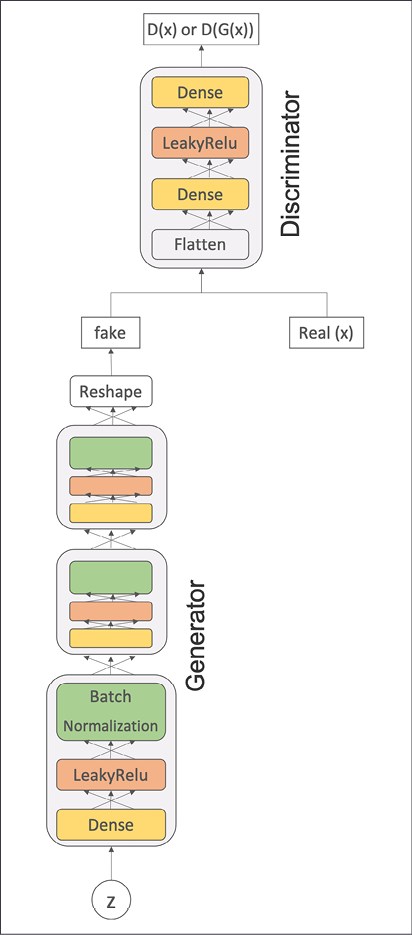 D(x) or D(G(x))
Dense
LeakyRelu
Dense
Flatten
Discriminator
fake
Real (x)
Reshape
Generator
Batch
Normalization
LeakyRelu
Dense
z